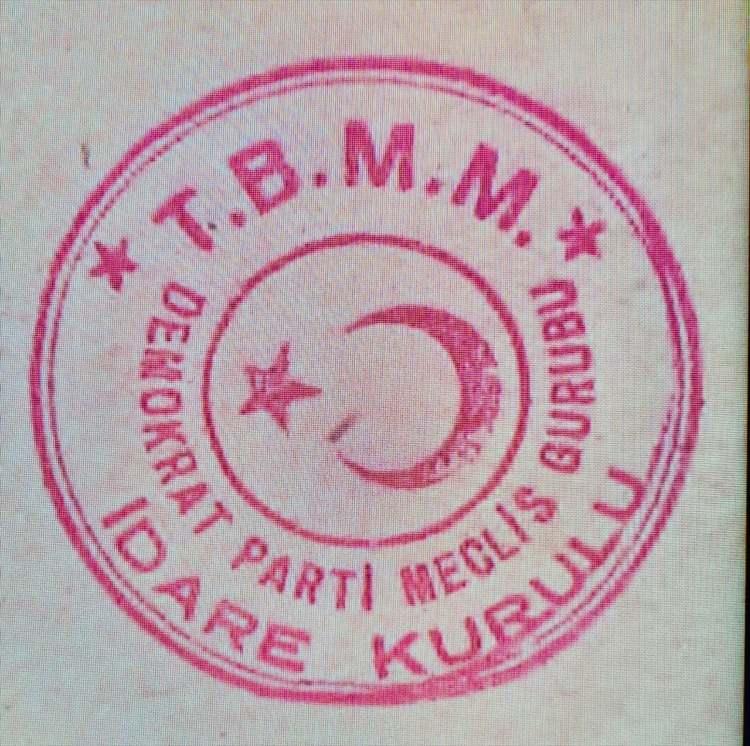 T.B.M.M.
DEMOKRAT PARTİ MECLİS GURUBU
İDARE KURULU